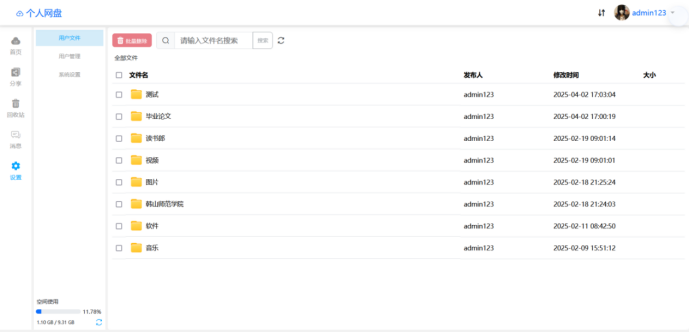 个人网盘
admin123
首页
分享
回收站
消息
设置
用户文件
用户管理
系统设置
批量删除
请输入文件名搜索
搜索
全部文件
文件名 发布人 修改时间 大小
测试 admin123 2025-04-02 17:03:04
毕业论文 admin123 2025-04-02 17:00:19
读书郎 admin123 2025-02-19 09:01:14
视频 admin123 2025-02-19 09:01:01
图片 admin123 2025-02-18 21:25:24
韩山师范学院 admin123 2025-02-18 21:24:03
软件 admin123 2025-02-11 08:42:50
音乐 admin123 2025-02-09 15:51:12
空间使用
11.78%
1.10 GB / 9.31 GB